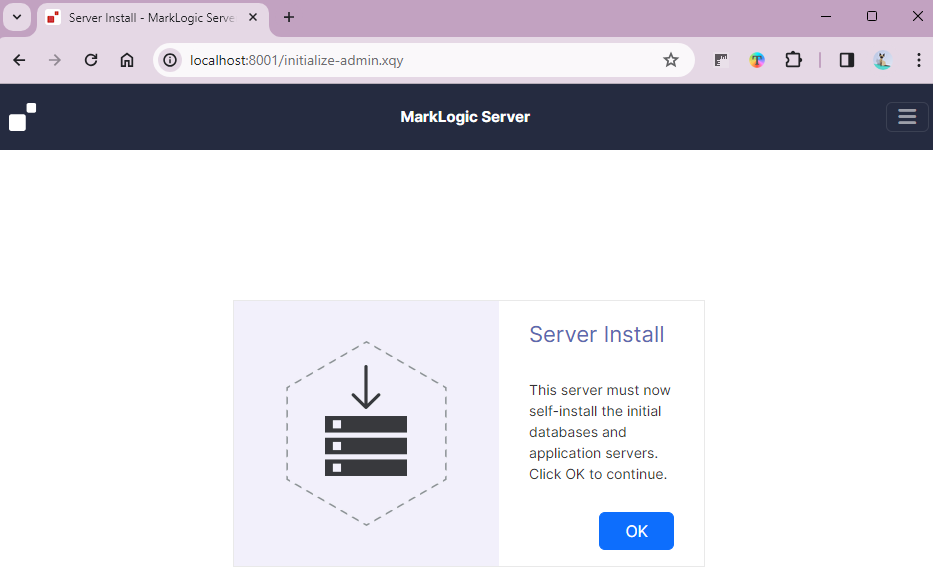 Server Install - MarkLogic Serve
localhost:8001/initialize-admin.xqy
MarkLogic Server
Server Install
This server must now
self-install the initial
databases and
application servers.
Click OK to continue.
OK